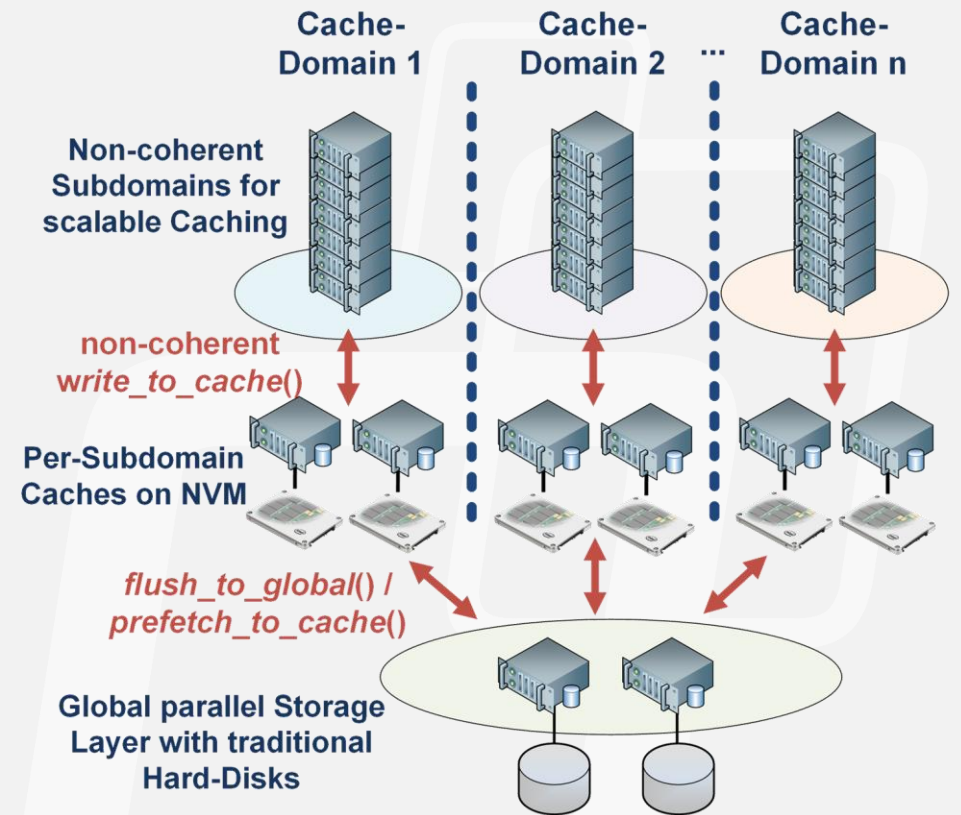 Cache-
Domain 1
Cache-
Domain 2
...
Cache-
Domain n
Non-coherent
Subdomains for
scalable Caching
non-coherent
write_to_cache()
Per-Subdomain
Caches on NVM
flush_to_global() /
prefetch_to_cache()
Global parallel Storage
Layer with traditional
Hard-Disks